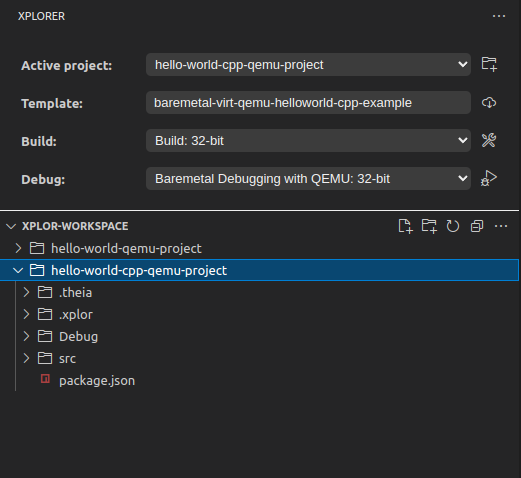 XPLORER
Active project: hello-world-cpp-qemu-project
Template: baremetal-virt-qemu-helloworld-cpp-example
Build: Build: 32-bit
Debug: Baremetal Debugging with QEMU: 32-bit
XPLOR-WORKSPACE
hello-world-qemu-project
hello-world-cpp-qemu-project
.theia
.xplor
Debug
src
package.json